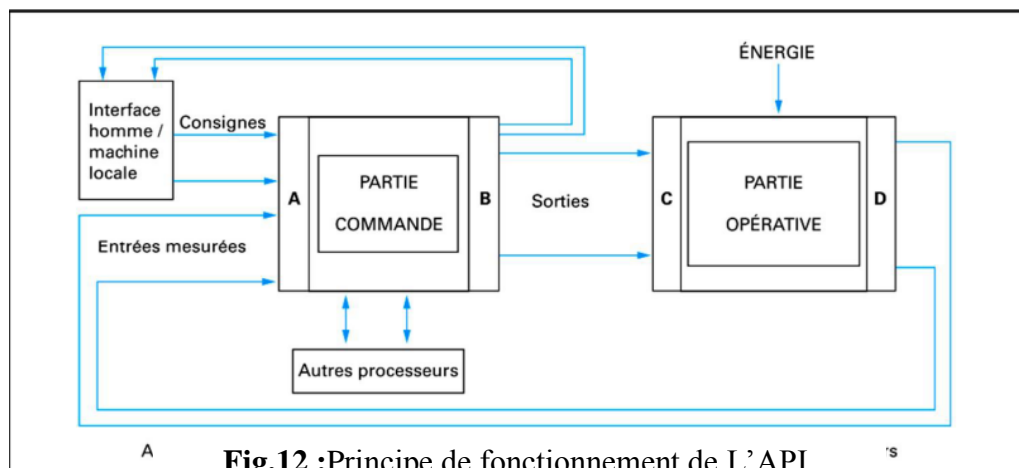 ÉNERGIE
Interface
homme /
machine
locale
Consignes
A
PARTIE
COMMANDE
B
Sorties
C
PARTIE
OPÉRATIVE
D
Entrées mesurées
Autres processeurs
A
Fig.12 :Principe de fonctionnement de L'API